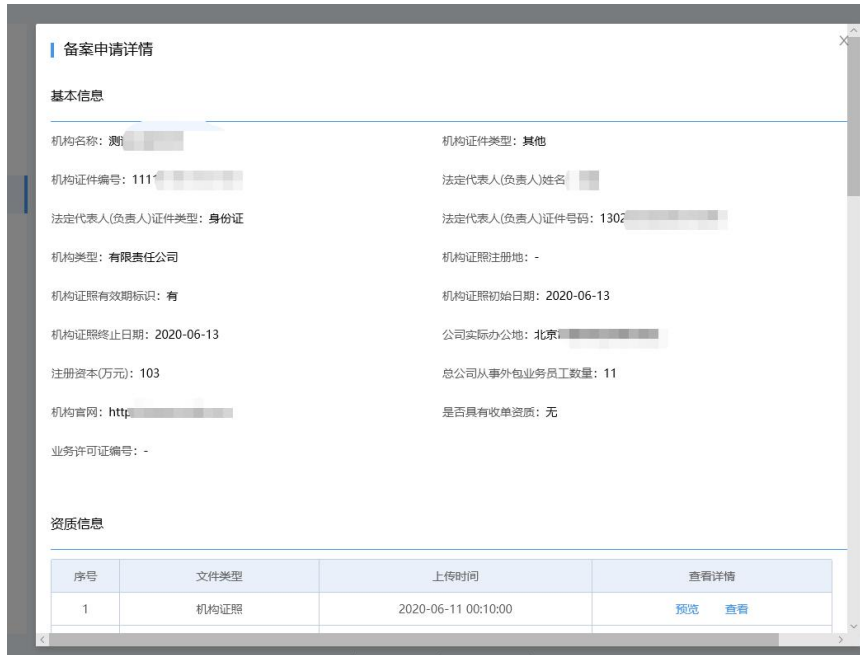 备案申请详情
基本信息
机构名称：测 机构证件类型：其他
机构证件编号：111 法定代表人(负责人)姓名
法定代表人(负责人)证件类型：身份证 法定代表人(负责人)证件号码：1302
机构类型：有限责任公司 机构证照注册地：-
机构证照有效期标识：有 机构证照初始日期：2020-06-13
机构证照终止日期：2020-06-13 公司实际办公地：北京
注册资本(万元)：103 总公司从事外包业务员工数量：11
机构官网：http 是否具有收单资质：无
业务许可证编号：-
资质信息
序号 文件类型 上传时间 查看详情
1 机构证照 2020-06-11 00:10:00 预览 查看